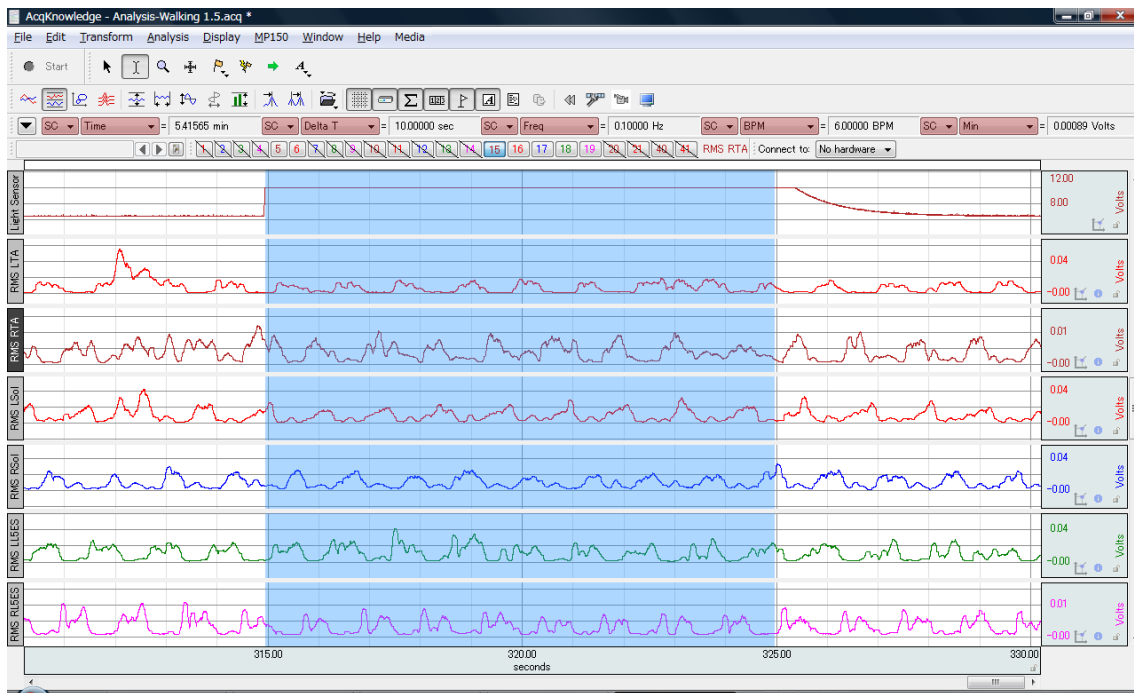 AcqKnowledge - Analysis-Walking 1.5.acq *
File Edit Transform Analysis Display MP150 Window Help Media
Start
SC Time = 5.41565 min SC Delta T = 10.00000 sec SC Freq = 0.10000 Hz SC BPM = 6.00000 BPM SC Min = 0.00089 Volts
1 2 3 4 5 6 7 8 9 10 11 12 13 14 15 16 17 18 19 20 21 40 41 RMS RTA Connect to: No hardware
Light Sensor
12.00
8.00
Volts
RMS LTA
0.04
-0.00
Volts
RMS RTA
0.01
-0.00
Volts
RMS LSol
0.04
-0.00
Volts
RMS RSol
0.04
-0.00
Volts
RMS LL5ES
0.04
-0.00
Volts
RMS RL5ES
0.01
-0.00
Volts
315.00 320.00 325.00 330.00
seconds